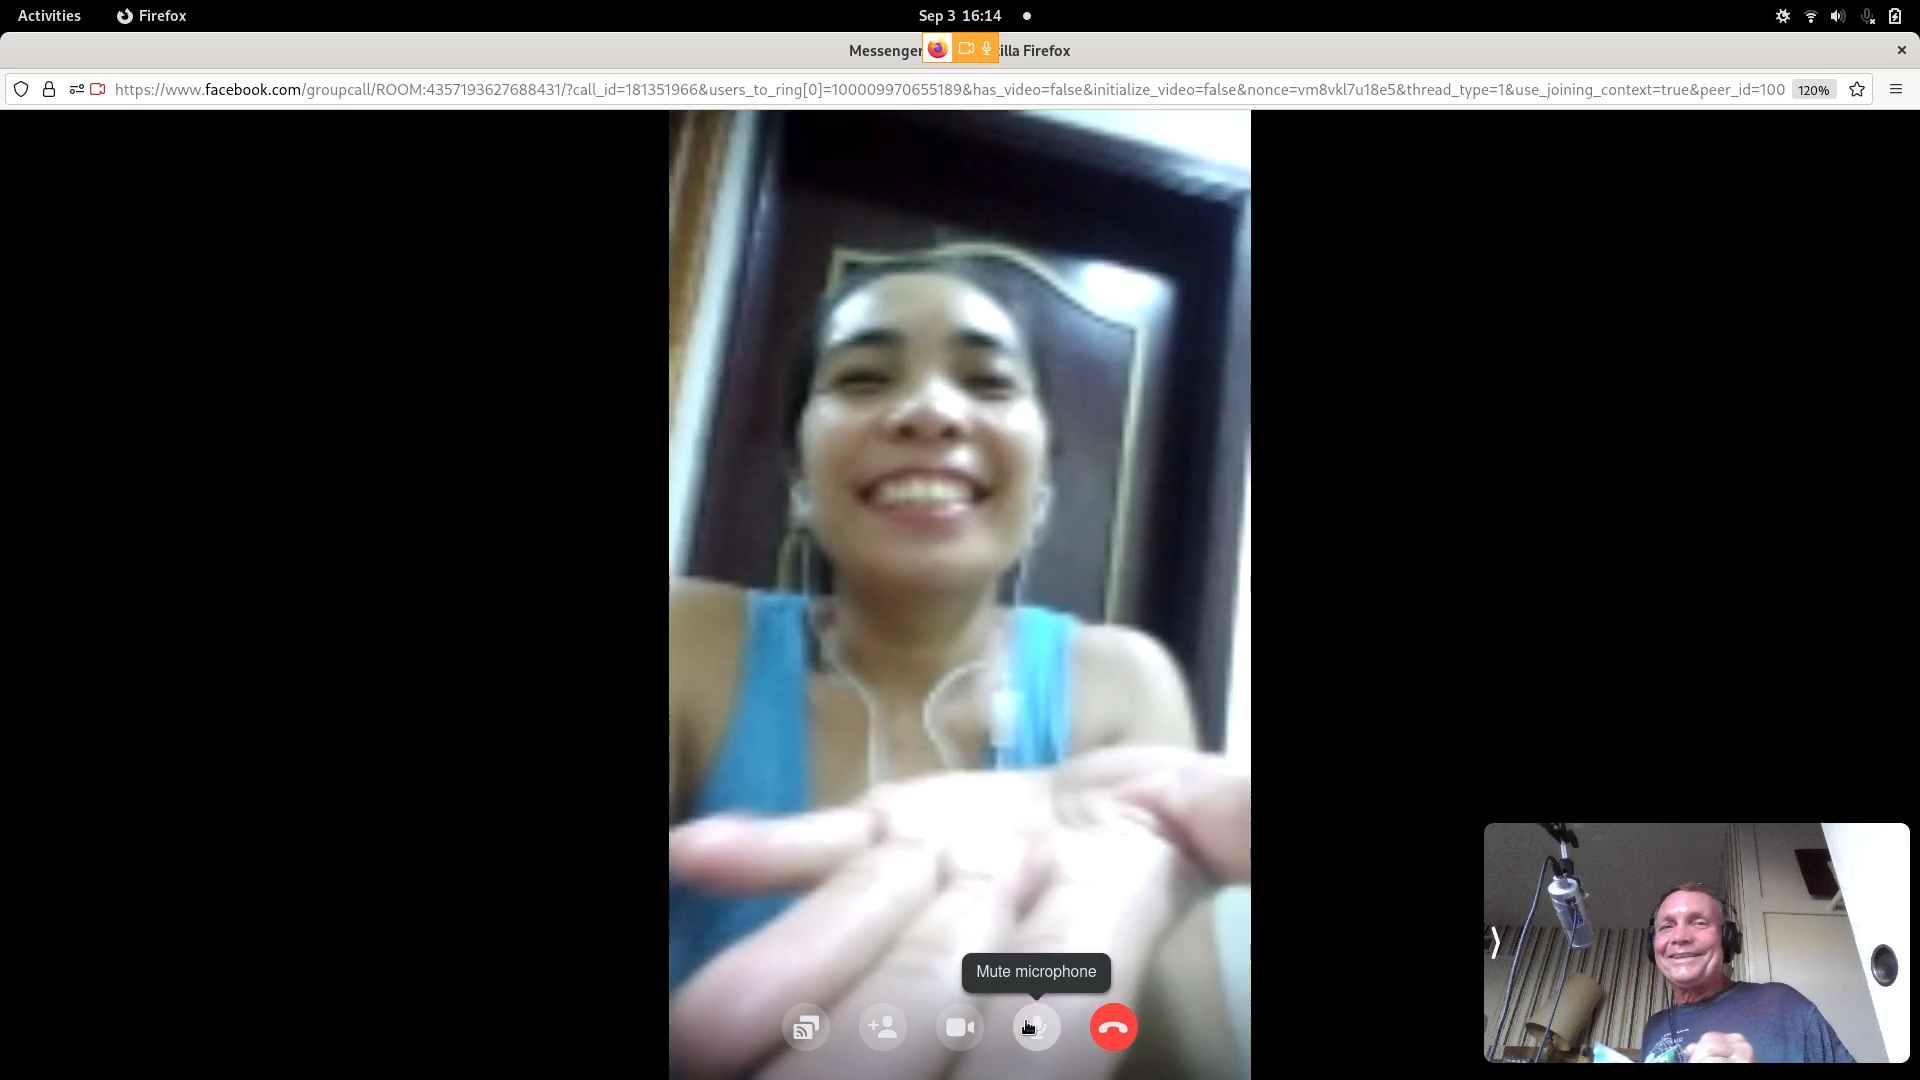 Activities
Firefox
Sep 3 16:14
Messenger
illa Firefox
https://www.facebook.com/groupcall/ROOM:4357193627688431/?call_id=181351966&users_to_ring[0]=100009970655189&has_video=false&initialize_video=false&nonce=vm8vkl7u18e5&thread_type=1&use_joining_context=true&peer_id=100
120%
Mute microphone